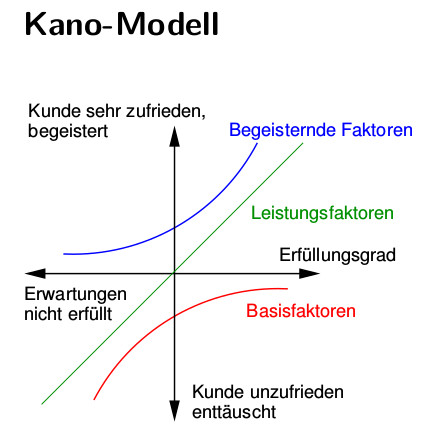 Kano-Modell
Kunde sehr zufrieden,
begeistert
Begeisternde Faktoren
Leistungsfaktoren
Erfüllungsgrad
Erwartungen
nicht erfüllt
Basisfaktoren
Kunde unzufrieden
enttäuscht